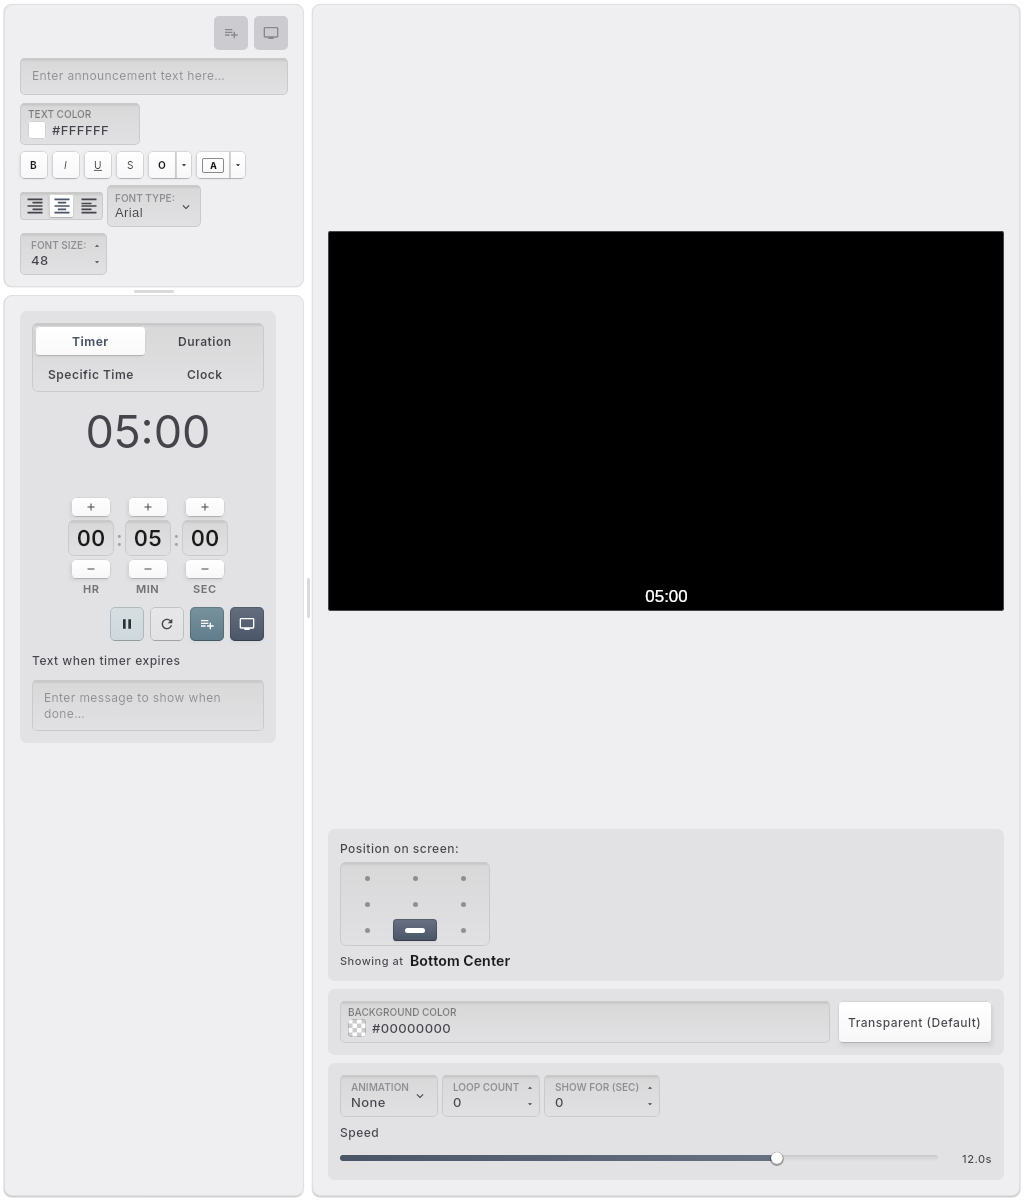 Enter announcement text here...
TEXT COLOR
#FFFFFF
B I U S O A
FONT TYPE:
Arial
FONT SIZE:
48
Timer Duration
Specific Time Clock
05:00
+ + +
00 : 05 : 00
− − −
HR MIN SEC
Text when timer expires
Enter message to show when
done...
05:00
Position on screen:
Showing at Bottom Center
BACKGROUND COLOR
#00000000
Transparent (Default)
ANIMATION
None
LOOP COUNT
0
SHOW FOR (SEC)
0
Speed
12.0s